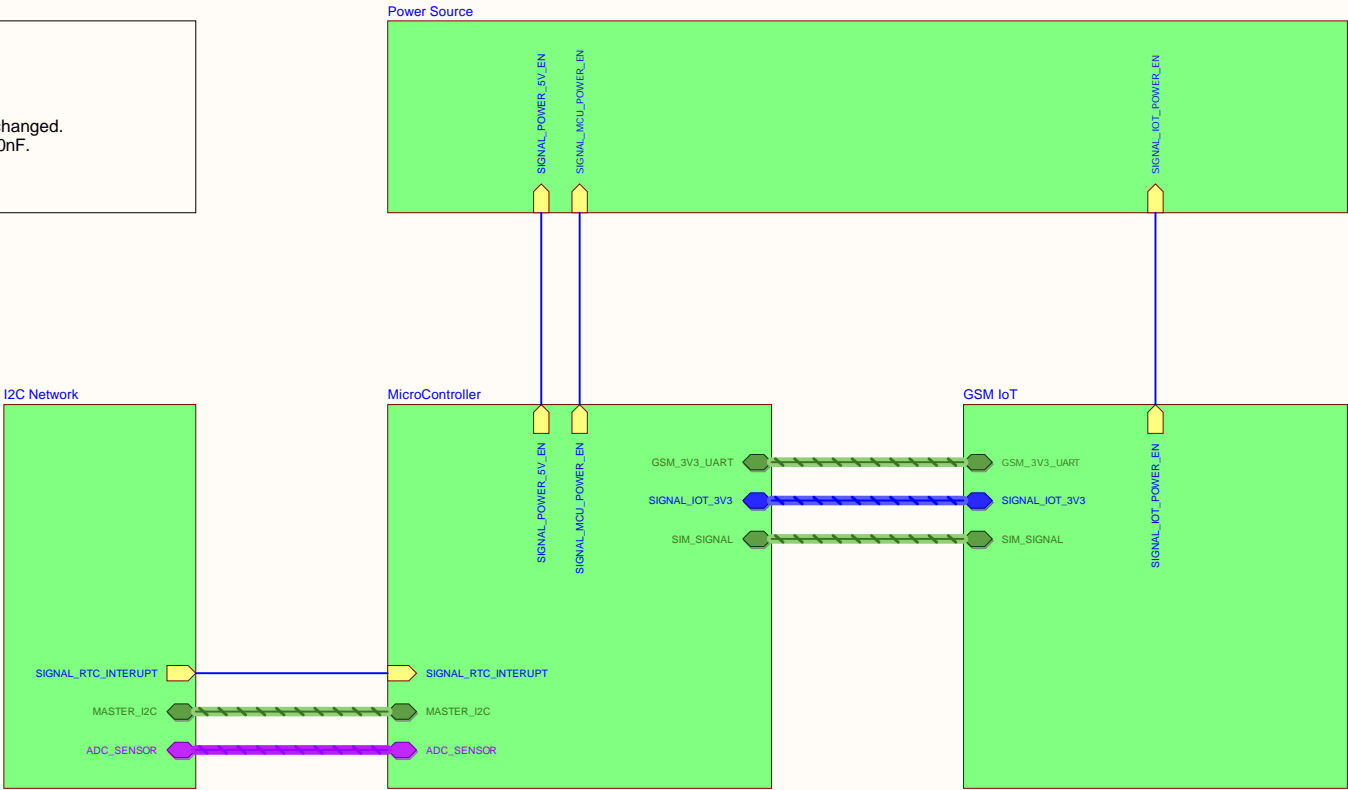 Power Source
SIGNAL_POWER_5V_EN
SIGNAL_MCU_POWER_EN
SIGNAL_IOT_POWER_EN
hanged.
0nF.
I2C Network
MicroController
GSM IoT
SIGNAL_POWER_5V_EN
SIGNAL_MCU_POWER_EN
SIGNAL_IOT_POWER_EN
GSM_3V3_UART
GSM_3V3_UART
SIGNAL_IOT_3V3
SIGNAL_IOT_3V3
SIM_SIGNAL
SIM_SIGNAL
SIGNAL_RTC_INTERUPT
SIGNAL_RTC_INTERUPT
MASTER_I2C
MASTER_I2C
ADC_SENSOR
ADC_SENSOR